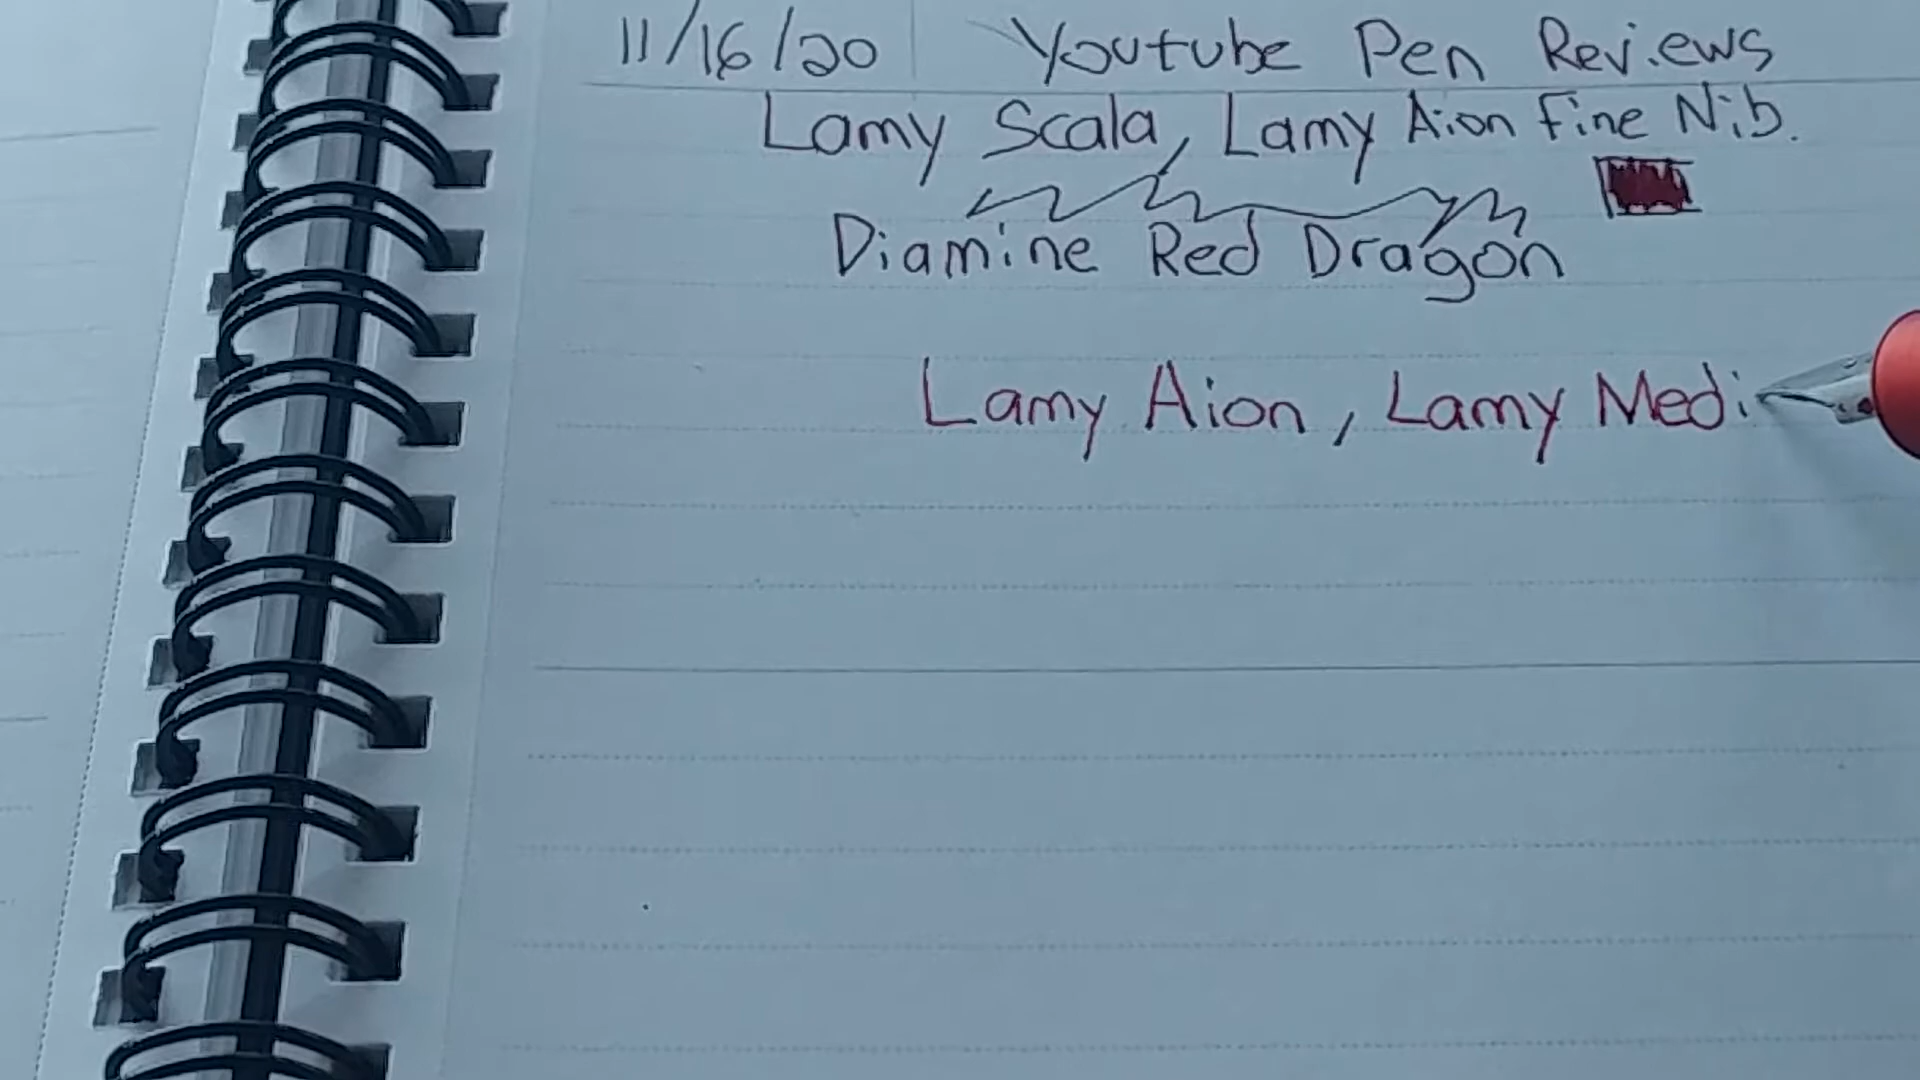 11/16/20 Youtube Pen Reviews
Lamy Scala, Lamy Aion Fine Nib.
Diamine Red Dragon
Lamy Aion, Lamy Medi